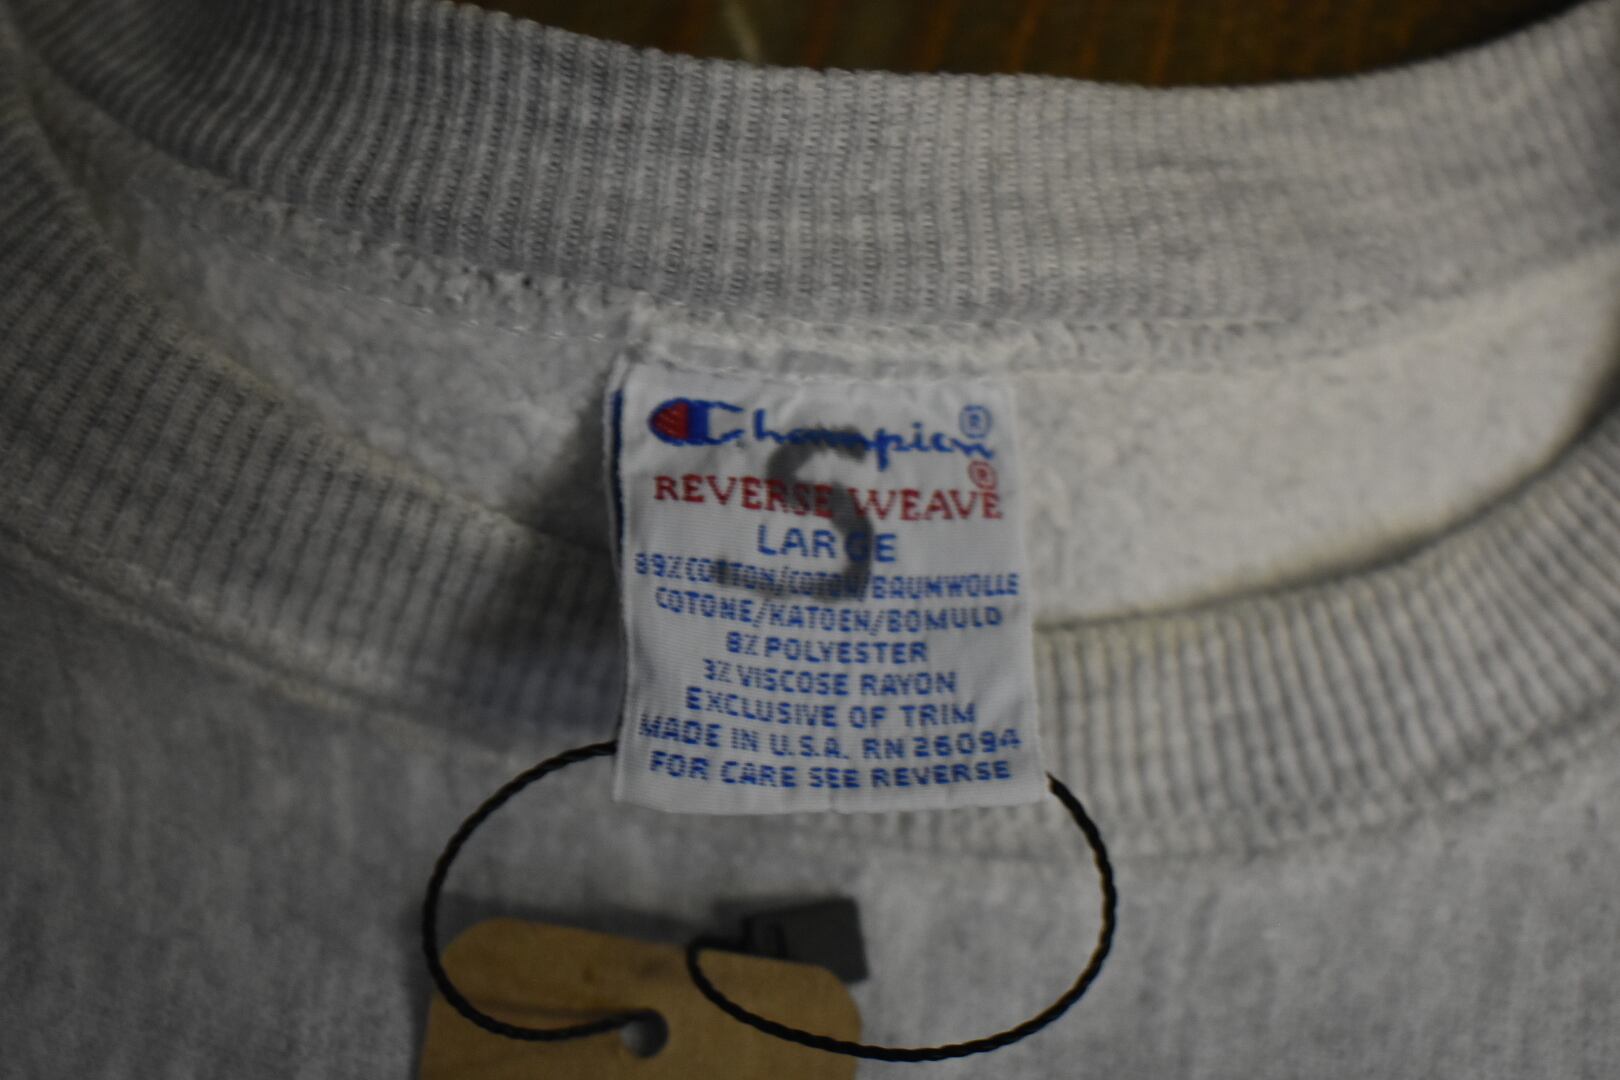 Champion®
REVERSE WEAVE®
LARGE
S
89% COTTON/COTON/BAUMWOLLE
COTONE/KATOEN/BOMULD
8% POLYESTER
3% VISCOSE RAYON
EXCLUSIVE OF TRIM
MADE IN U.S.A. RN 26094
FOR CARE SEE REVERSE